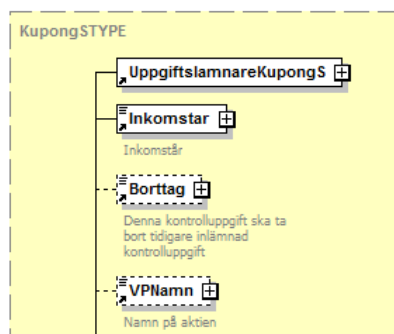 KupongSTYPE
UppgiftslamnareKupongS
Inkomstar
Inkomstår
Borttag
Denna kontrolluppgift ska ta
bort tidigare inlämnad
kontrolluppgift
VPNamn
Namn på aktien